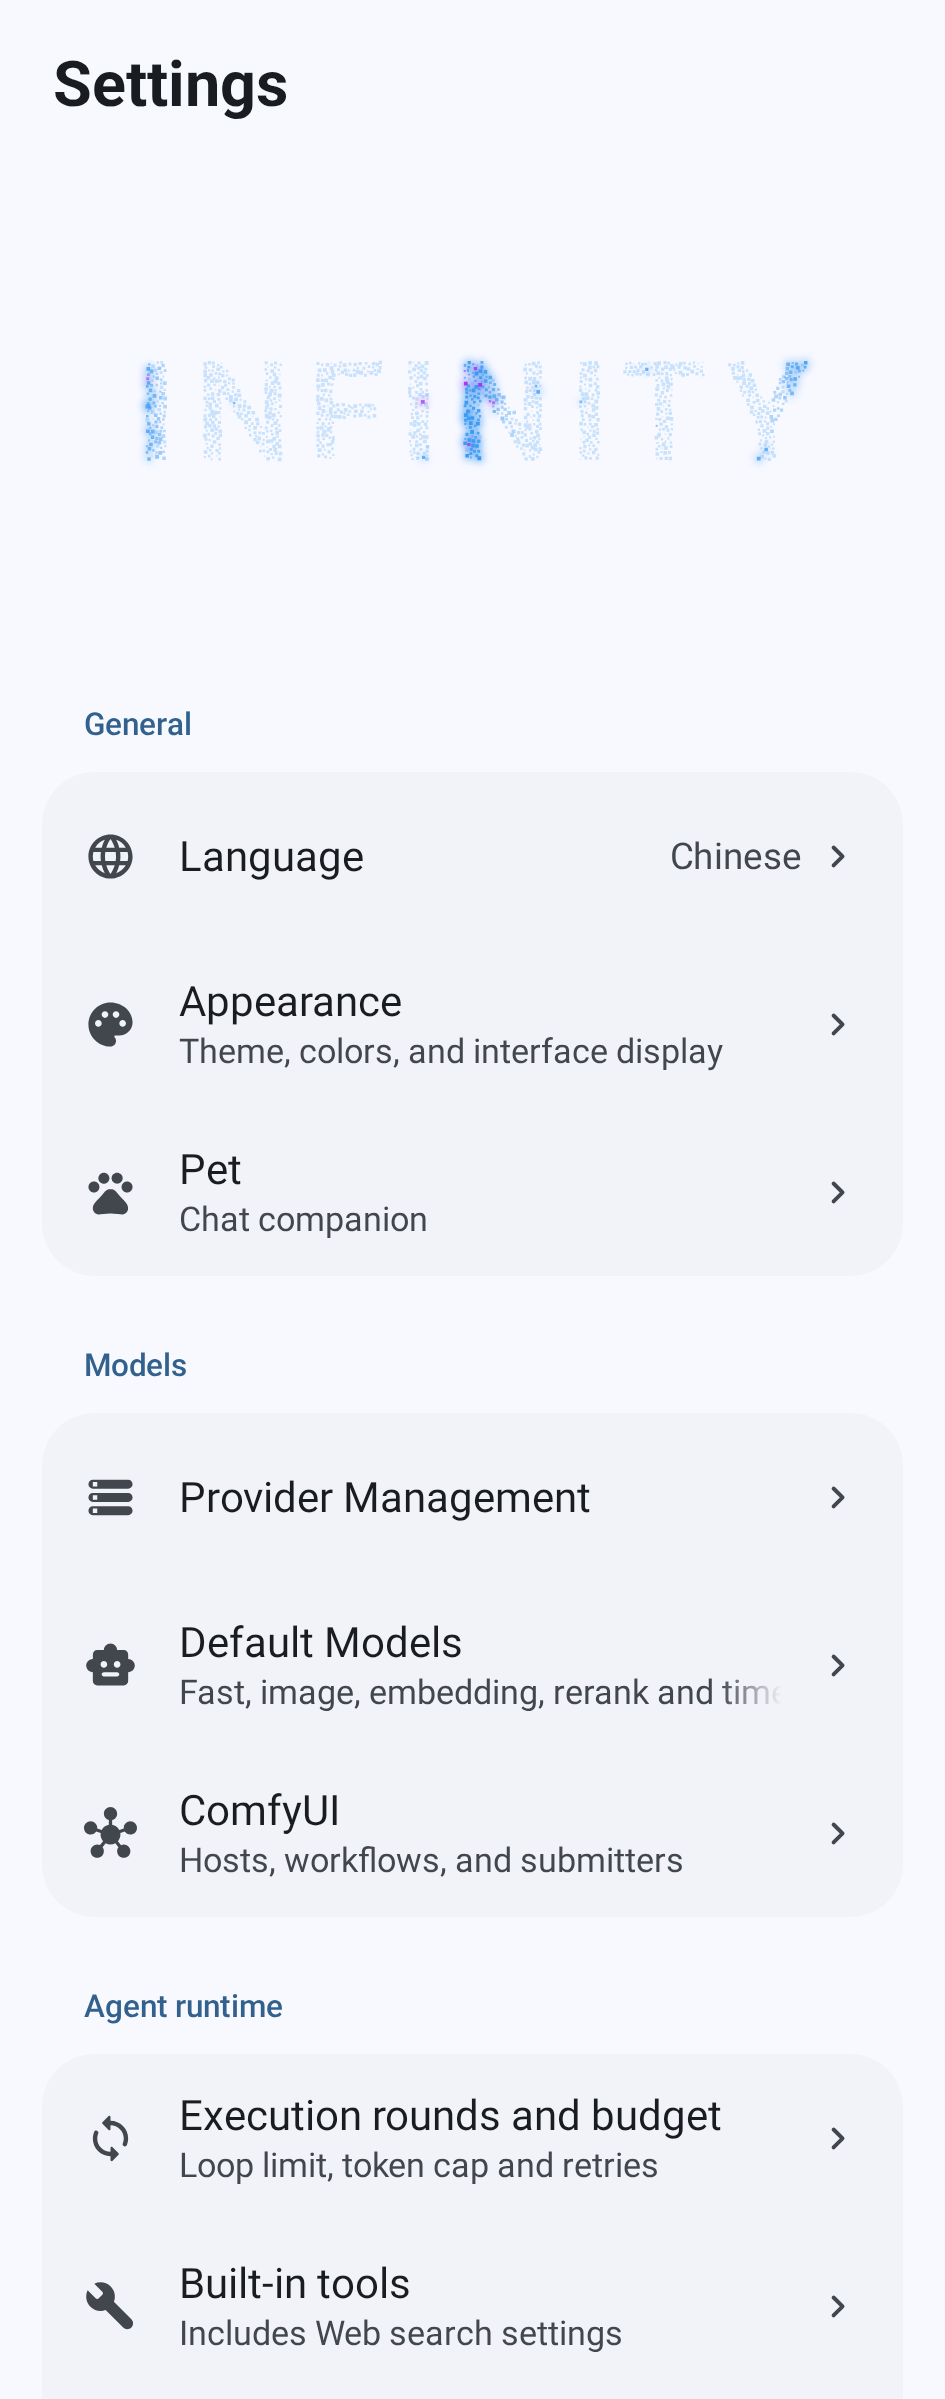 Settings
INFINITY
General
Language
Chinese
Appearance
Theme, colors, and interface display
Pet
Chat companion
Models
Provider Management
Default Models
Fast, image, embedding, rerank and time
ComfyUI
Hosts, workflows, and submitters
Agent runtime
Execution rounds and budget
Loop limit, token cap and retries
Built-in tools
Includes Web search settings